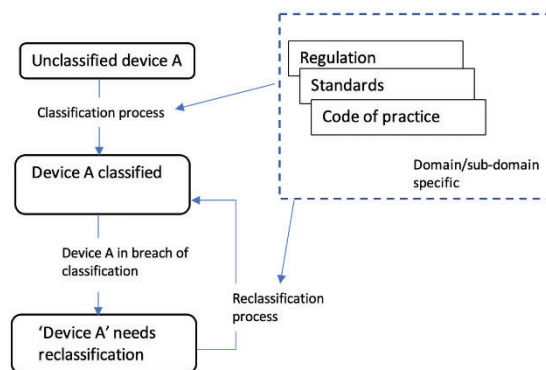 Unclassified device A
Classification process
Device A classified
Device A in breach of
classification
‘Device A’ needs
reclassification
Regulation
Standards
Code of practice
Domain/sub-domain
specific
Reclassification
process